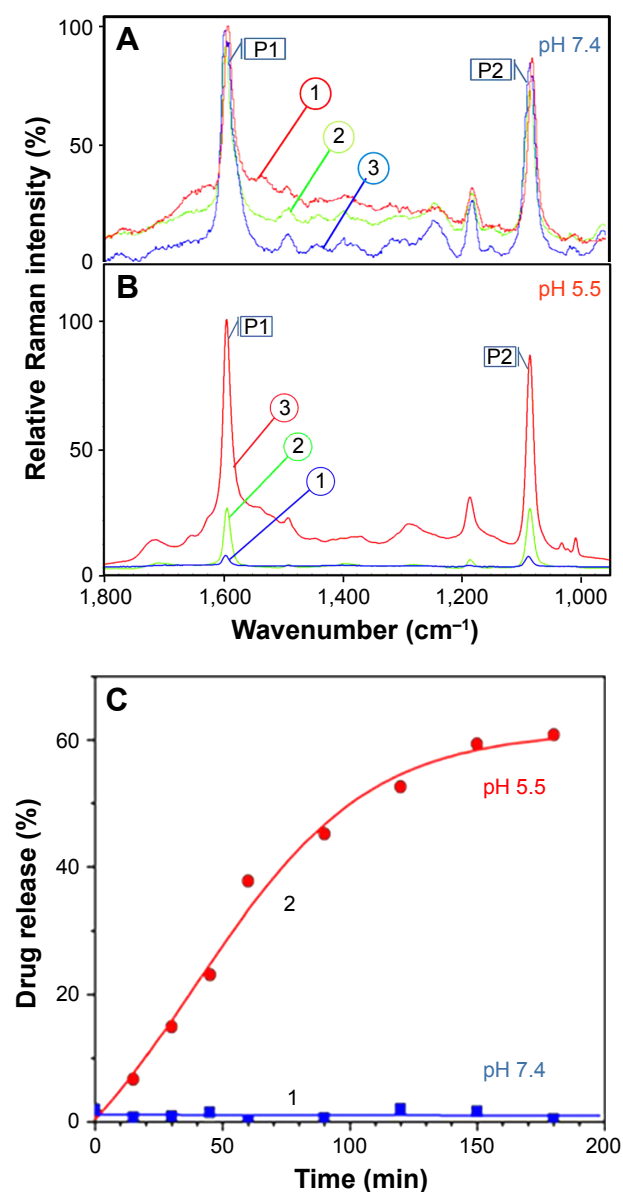 A
P1
P2
pH 7.4
1
2
3
100
50
0
Relative Raman intensity (%)
B
P1
P2
pH 5.5
3
2
1
100
50
0
1,800 1,600 1,400 1,200 1,000
Wavenumber (cm⁻¹)
C
60
40
20
0
Drug release (%)
pH 5.5
2
pH 7.4
1
0 50 100 150 200
Time (min)